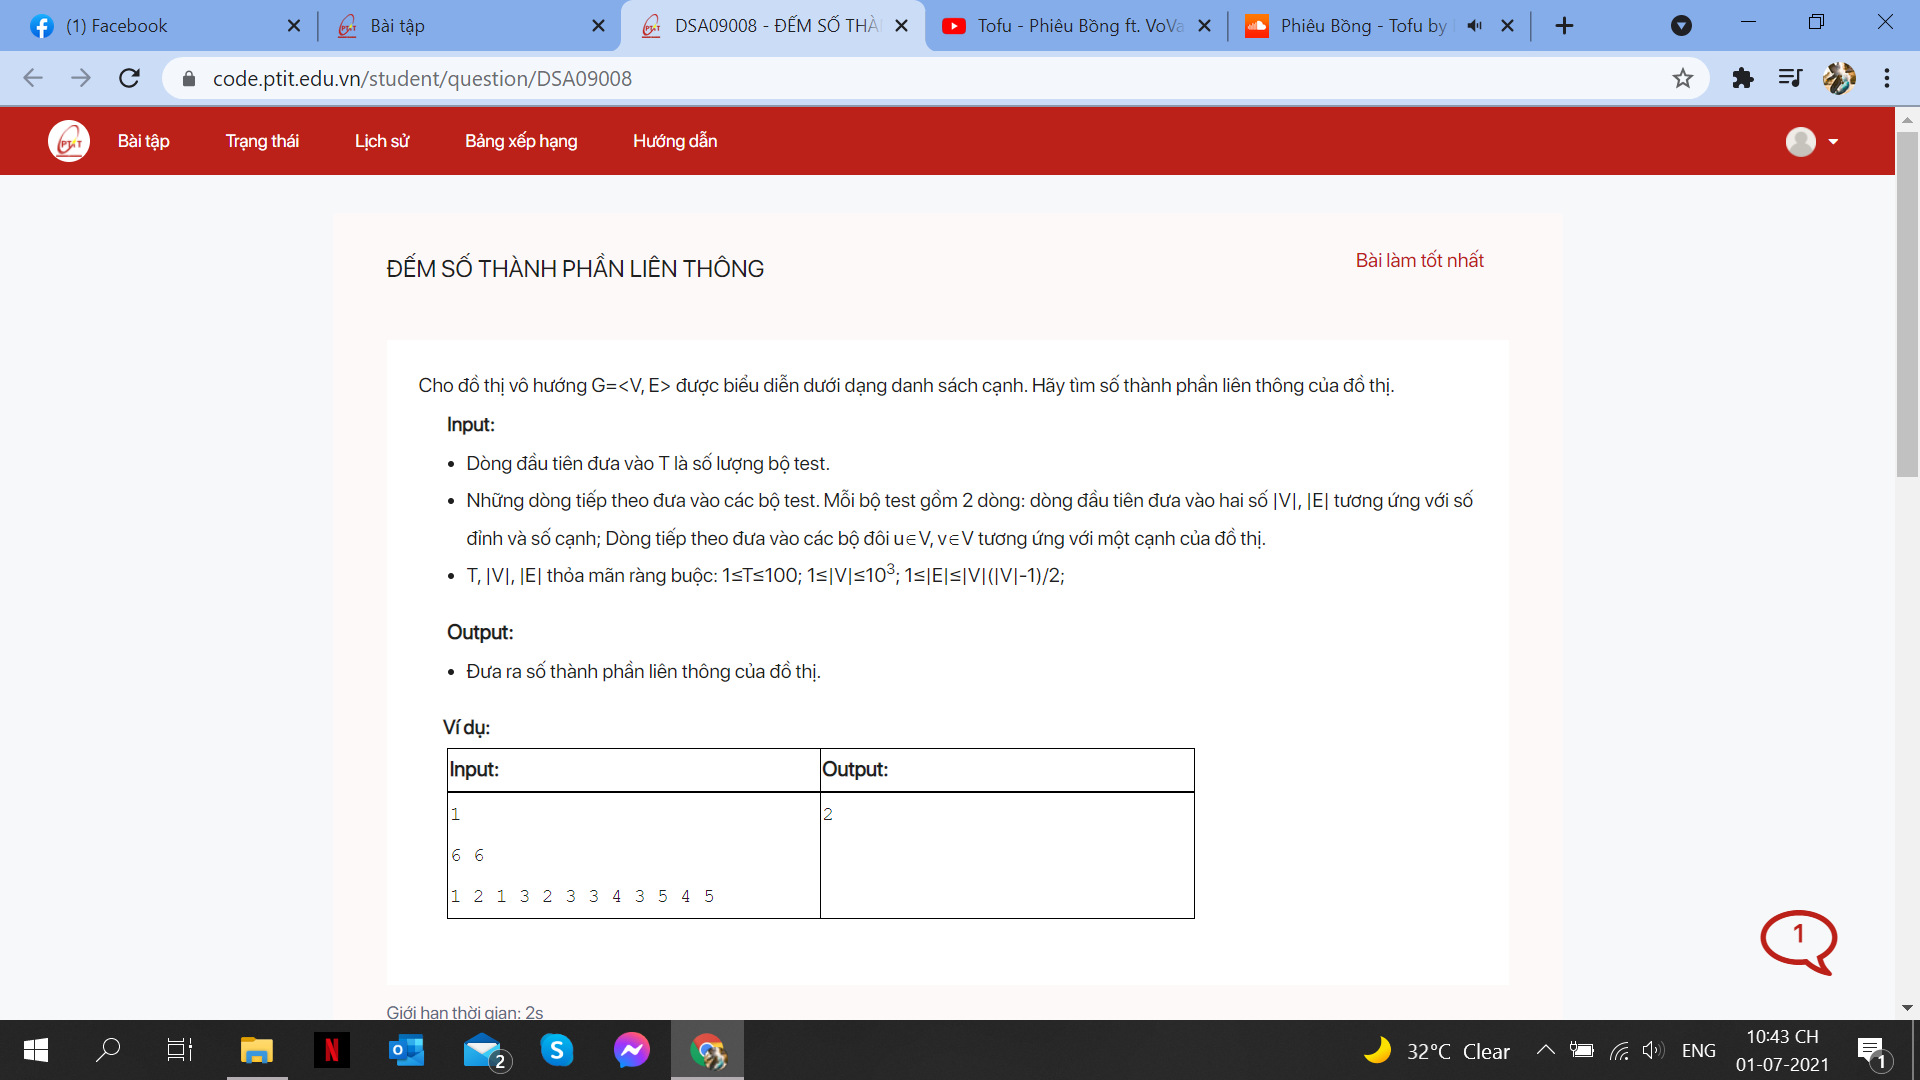 (1) Facebook
Bài tập
DSA09008 - ĐẾM SỐ THÀ
Tofu - Phiêu Bồng ft. VoVa
Phiêu Bồng - Tofu by
code.ptit.edu.vn/student/question/DSA09008
PTIT
Bài tập
Trạng thái
Lịch sử
Bảng xếp hạng
Hướng dẫn
ĐẾM SỐ THÀNH PHẦN LIÊN THÔNG
Bài làm tốt nhất
Cho đồ thị vô hướng G=<V, E> được biểu diễn dưới dạng danh sách cạnh. Hãy tìm số thành phần liên thông của đồ thị.
Input:
• Dòng đầu tiên đưa vào T là số lượng bộ test.
• Những dòng tiếp theo đưa vào các bộ test. Mỗi bộ test gồm 2 dòng: dòng đầu tiên đưa vào hai số |V|, |E| tương ứng với số
đỉnh và số cạnh; Dòng tiếp theo đưa vào các bộ đôi u∈V, v∈V tương ứng với một cạnh của đồ thị.
• T, |V|, |E| thỏa mãn ràng buộc: 1≤T≤100; 1≤|V|≤10³; 1≤|E|≤|V|(|V|-1)/2;
Output:
• Đưa ra số thành phần liên thông của đồ thị.
Ví dụ:
Input:
Output:
1
2
6 6
1 2 1 3 2 3 3 4 3 5 4 5
1
Giới hạn thời gian: 2s
2
32°C Clear
ENG
10:43 CH
01-07-2021
1